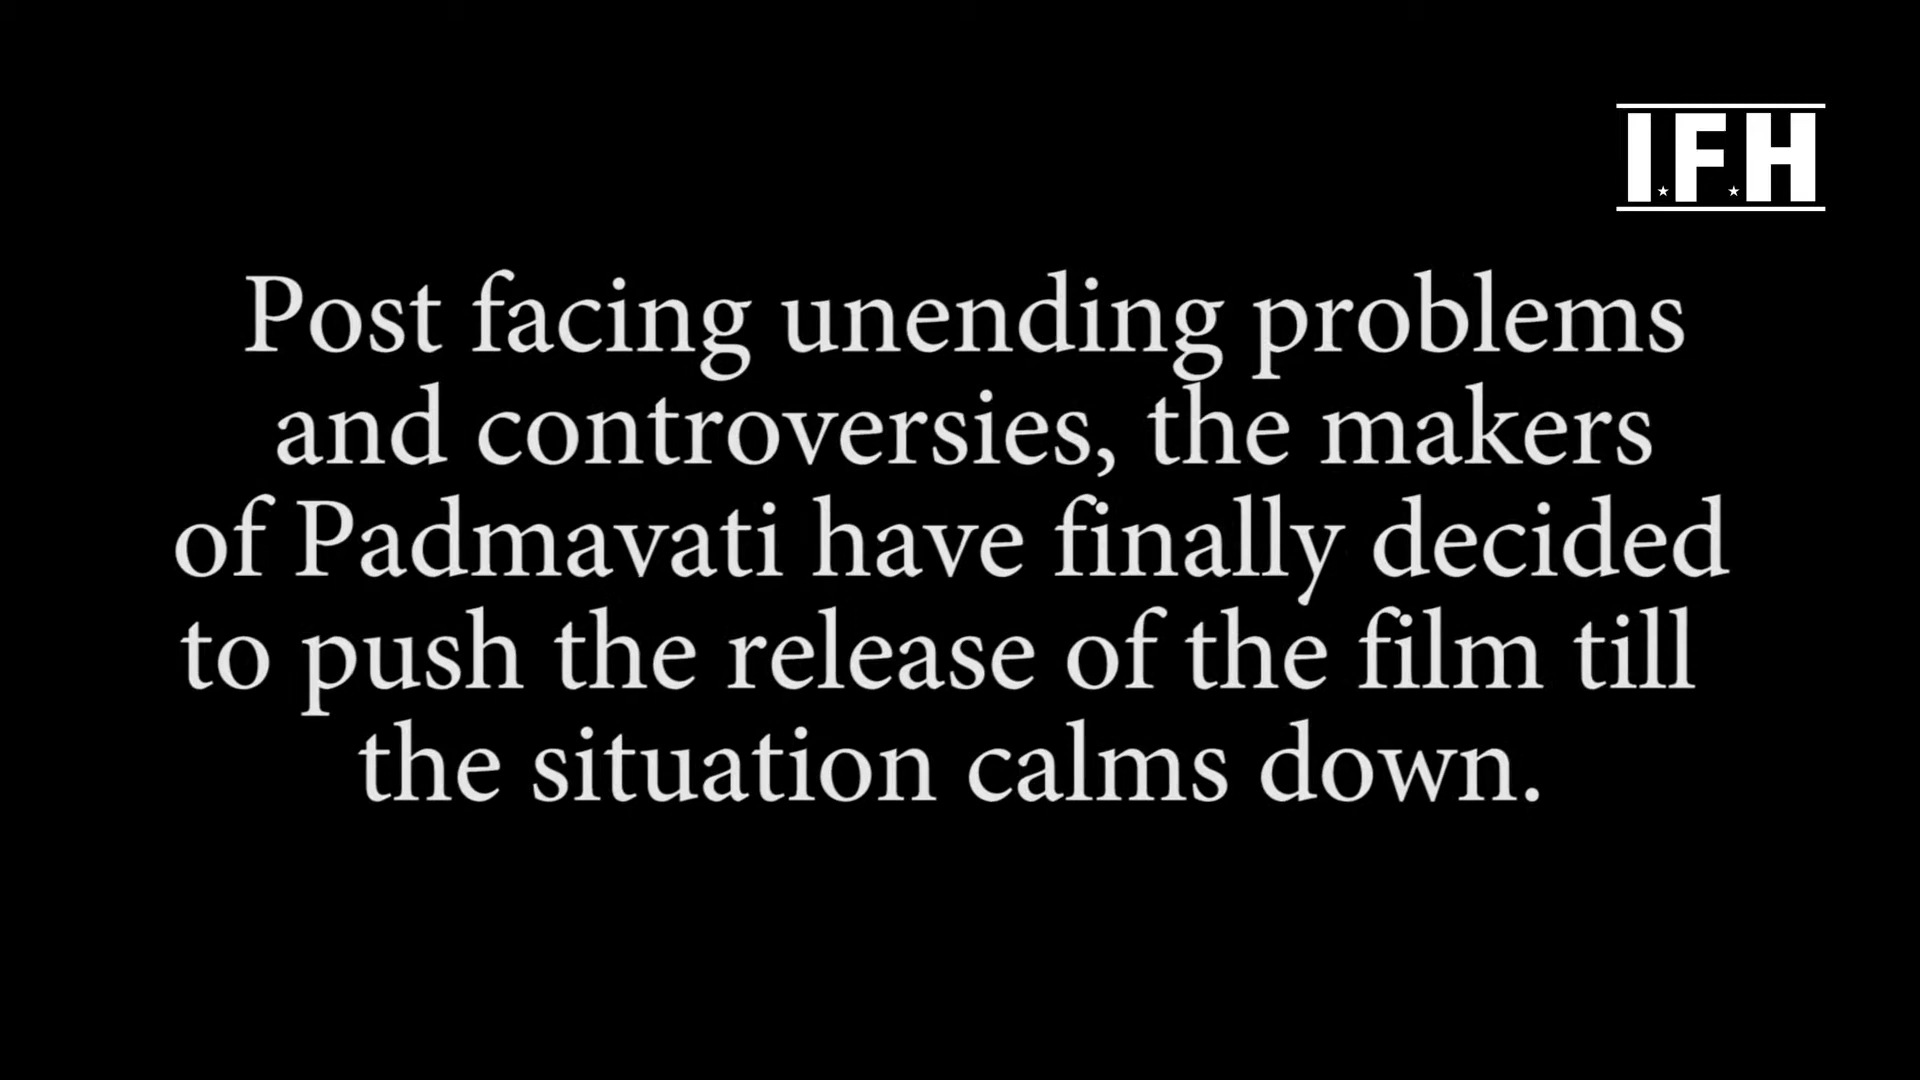 I.F.H
Post facing unending problems
and controversies, the makers
of Padmavati have finally decided
to push the release of the film till
the situation calms down.